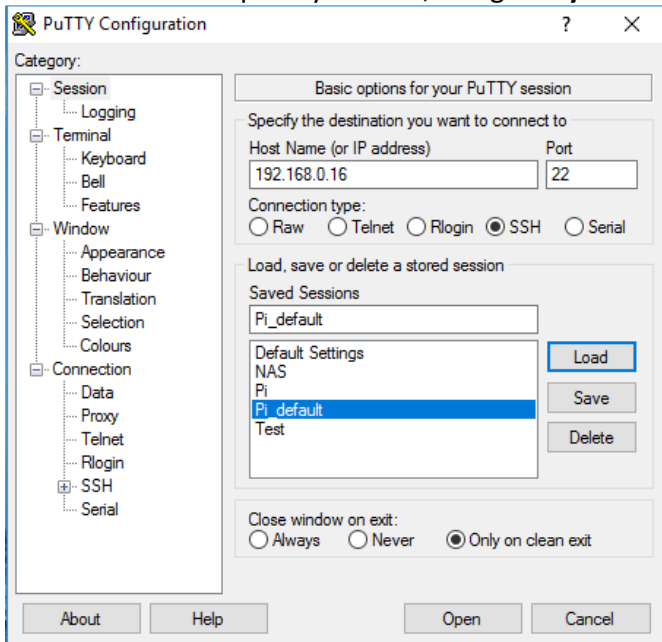 PuTTY Configuration ? ×
Category:
Session
Logging
Terminal
Keyboard
Bell
Features
Window
Appearance
Behaviour
Translation
Selection
Colours
Connection
Data
Proxy
Telnet
Rlogin
SSH
Serial
Basic options for your PuTTY session
Specify the destination you want to connect to
Host Name (or IP address) Port
192.168.0.16 22
Connection type:
Raw Telnet Rlogin SSH Serial
Load, save or delete a stored session
Saved Sessions
Pi_default
Default Settings
NAS
Pi
Pi_default
Test
Load
Save
Delete
Close window on exit:
Always Never Only on clean exit
About Help Open Cancel